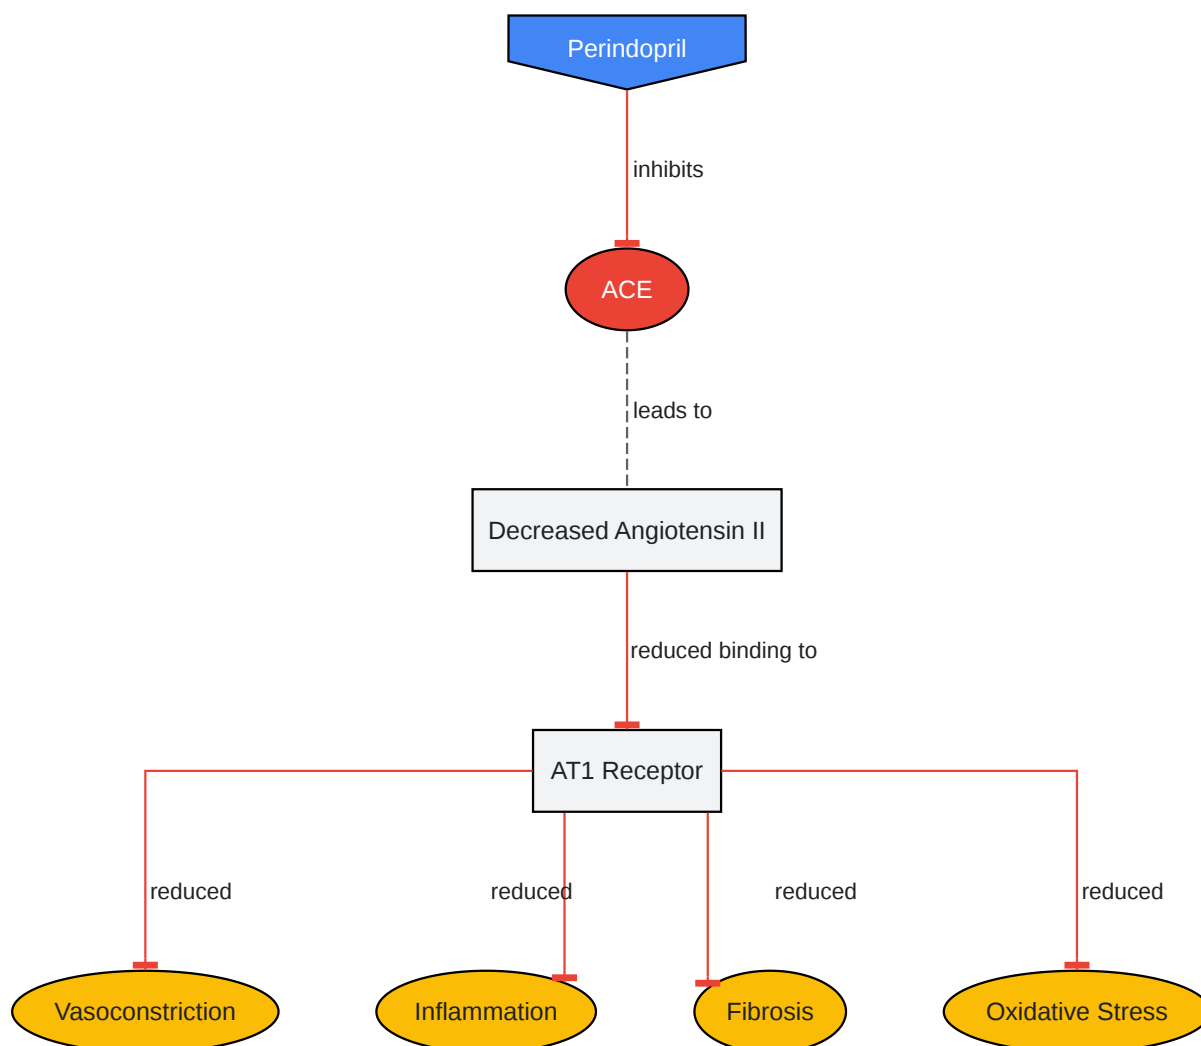 Perindopril
inhibits
ACE
leads to
Decreased Angiotensin II
reduced binding to
AT1 Receptor
reduced
reduced
reduced
reduced
Vasoconstriction
Inflammation
Fibrosis
Oxidative Stress